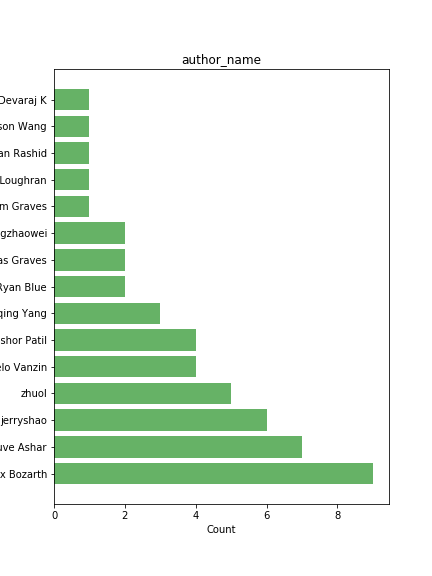 author_name
Devaraj K
son Wang
an Rashid
Loughran
m Graves
gzhaowei
as Graves
Ryan Blue
qing Yang
shor Patil
elo Vanzin
zhuol
jerryshao
uve Ashar
x Bozarth
0 2 4 6 8
Count